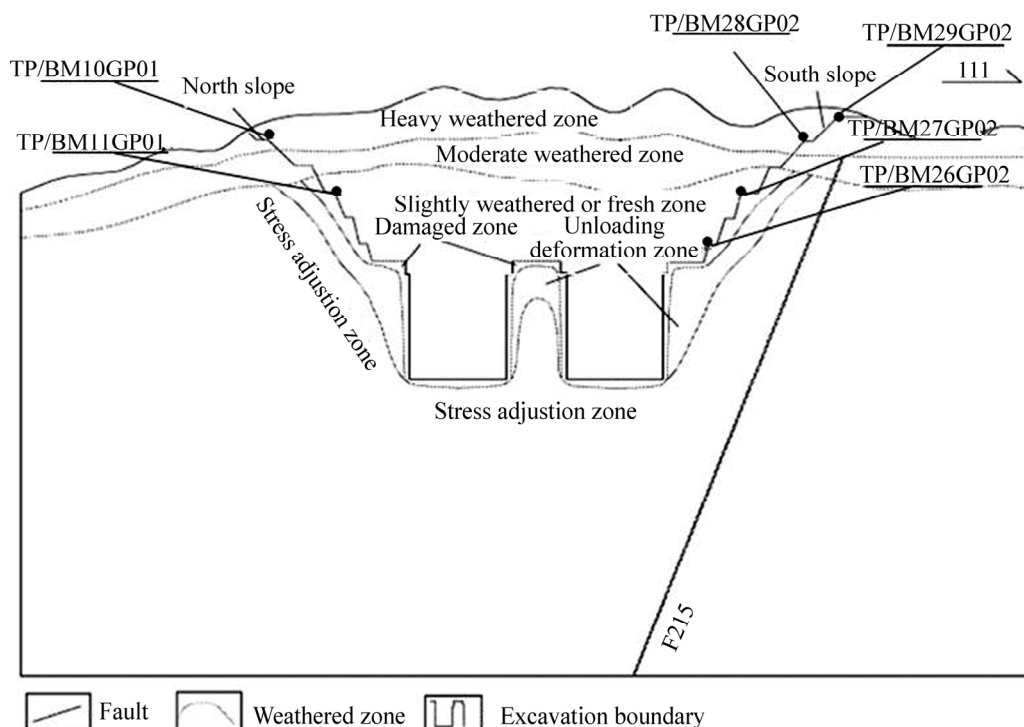 TP/BM28GP02
TP/BM29GP02
TP/BM10GP01
North slope
South slope
111
Heavy weathered zone
TP/BM11GP01
TP/BM27GP02
Moderate weathered zone
TP/BM26GP02
Slightly weathered or fresh zone
Damaged zone
Unloading
deformation zone
Stress adjustion zone
Stress adjustion zone
F215
Fault
Weathered zone
Excavation boundary